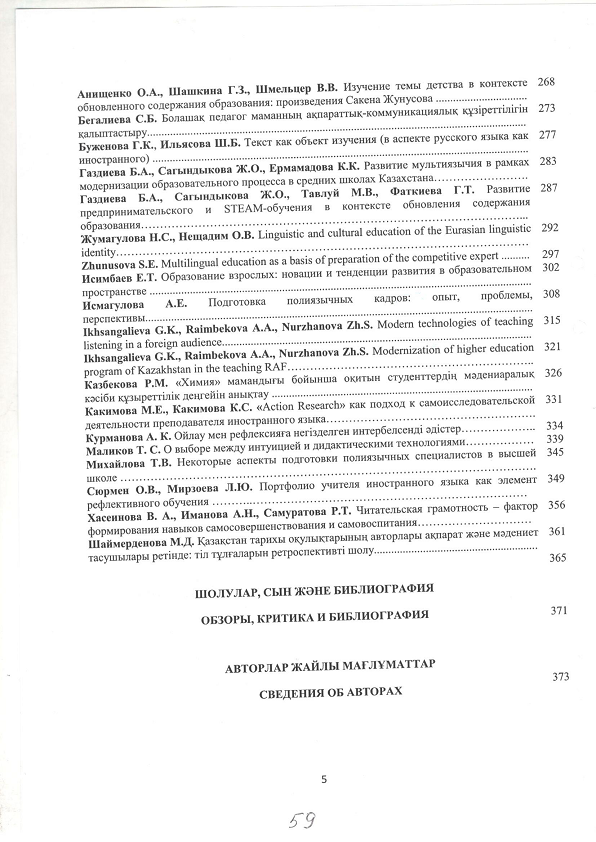 Анищенко О.А., Шашкина Г.З., Шмельцер В.В. Изучение темы детства в контексте 268
обновленного содержания образования: произведения Сакена Жунусова ..............................
Бегалиева С.Б. Болашақ педагог маманның ақпараттық-коммуникациялық құзіреттілігін 273
қалыптастыру....................................................................................................
Буженова Г.К., Ильясова Ш.Б. Текст как объект изучения (в аспекте русского языка как 277
иностранного) ....................................................................................................
Газдиева Б.А., Сагындыкова Ж.О., Ермамадова К.К. Развитие мультиязычия в рамках 283
модернизации образовательного процесса в средних школах Казахстана……………………
Газдиева Б.А., Сагындыкова Ж.О., Тавлуй М.В., Фаткиева Г.Т. Развитие 287
предпринимательского и STEAM-обучения в контексте обновления содержания
образования……………………………………………………………………………...
Жумагулова Н.С., Нещадим О.В. Linguistic and cultural education of the Eurasian linguistic 292
identity……………………………………………………………………………………
Zhunusova S.E. Multilingual education as a basis of preparation of the competitive expert .......... 297
Исимбаев Е.Т. Образование взрослых: новации и тенденции развития в образовательном 302
пространстве ....................................................................................................
Исмагулова А.Е. Подготовка полиязычных кадров: опыт, проблемы, 308
перспективы....................................................................................................
Ikhsangalieva G.K., Raimbekova A.A., Nurzhanova Zh.S. Modern technologies of teaching 315
listening in a foreign audience....................................................................................
Ikhsangalieva G.K., Raimbekova A.A., Nurzhanova Zh.S. Modernization of higher education 321
program of Kazakhstan in the teaching RAF……………………………………………………
Казбекова Р.М. «Химия» мамандығы бойынша оқитын студенттердің мәдениаралық 326
кәсіби құзыреттілік деңгейін анықтау ....................................................................
Какимова М.Е., Какимова К.С. «Action Research» как подход к самоисследовательской 331
деятельности преподавателя иностранного языка……………………………………
Курманова А. К. Ойлау мен рефлексияға негізделген интербелсенді әдістер……………... 334
Маликов Т. С. О выборе между интуицией и дидактическими технологиями……………… 339
Михайлова Т.В. Некоторые аспекты подготовки полиязычных специалистов в высшей 345
школе ……………………………………………………………………………………
Сюрмен О.В., Мирзоева Л.Ю. Портфолио учителя иностранного языка как элемент 349
рефлективного обучения ……………………………………………………………
Хасеинова В. А., Иманова А.Н., Самуратова Р.Т. Читательская грамотность – фактор 356
формирования навыков самосовершенствования и самовоспитания……………………
Шаймерденова М.Д. Қазақстан тарихы оқулықтарының авторлары ақпарат және мәдениет 361
тасушылары ретінде: тіл тұлғаларын ретроспективті шолу......................................
365
ШОЛУЛАР, СЫН ЖӘНЕ БИБЛИОГРАФИЯ
ОБЗОРЫ, КРИТИКА И БИБЛИОГРАФИЯ 371
АВТОРЛАР ЖАЙЛЫ МАҒЛҰМАТТАР
СВЕДЕНИЯ ОБ АВТОРАХ 373
5
59